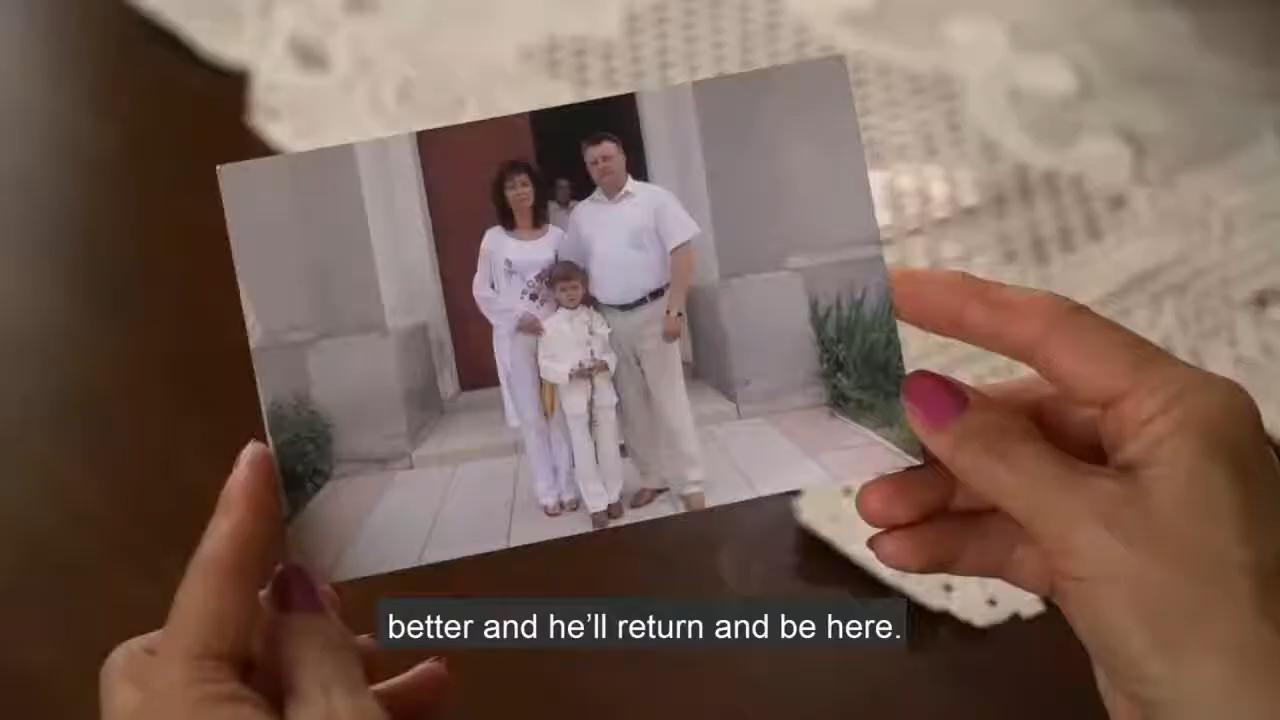 better and he’ll return and be here.